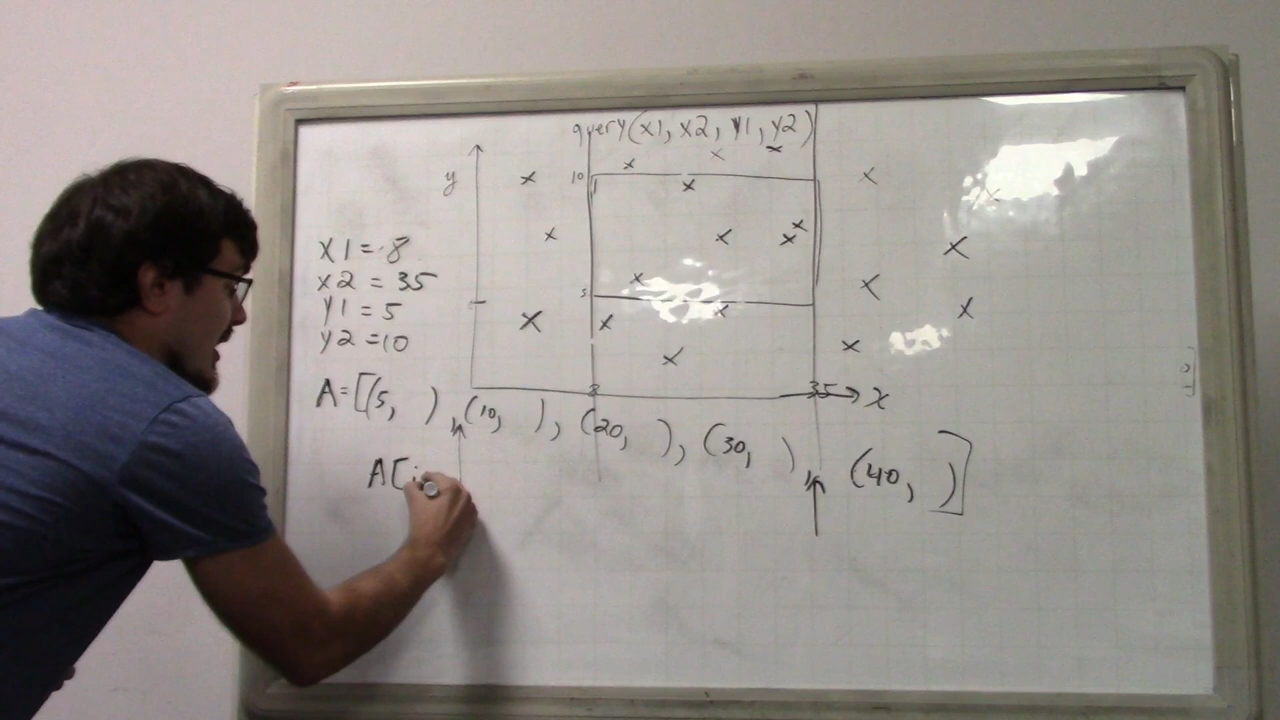 query(x1, x2, y1, y2)
y
10
x1 = 8
x2 = 35
y1 = 5
y2 = 10
5
35
x
A=[(5, ), (10, ), (20, ), (30, ), (40, )]
A[